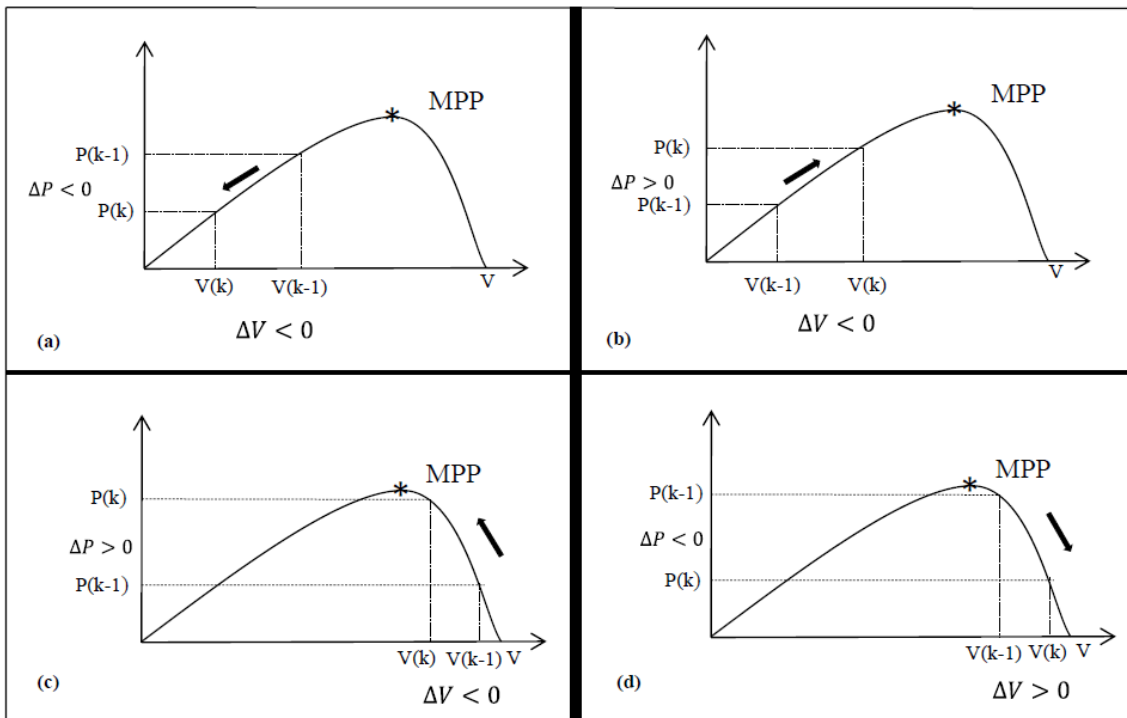 MPP
P(k-1)
ΔP < 0
P(k)
V(k) V(k-1) V
ΔV < 0
(a)
MPP
P(k)
ΔP > 0
P(k-1)
V(k-1) V(k) V
ΔV < 0
(b)
MPP
P(k)
ΔP > 0
P(k-1)
V(k) V(k-1) V
ΔV < 0
(c)
MPP
P(k-1)
ΔP < 0
P(k)
V(k-1) V(k) V
ΔV > 0
(d)